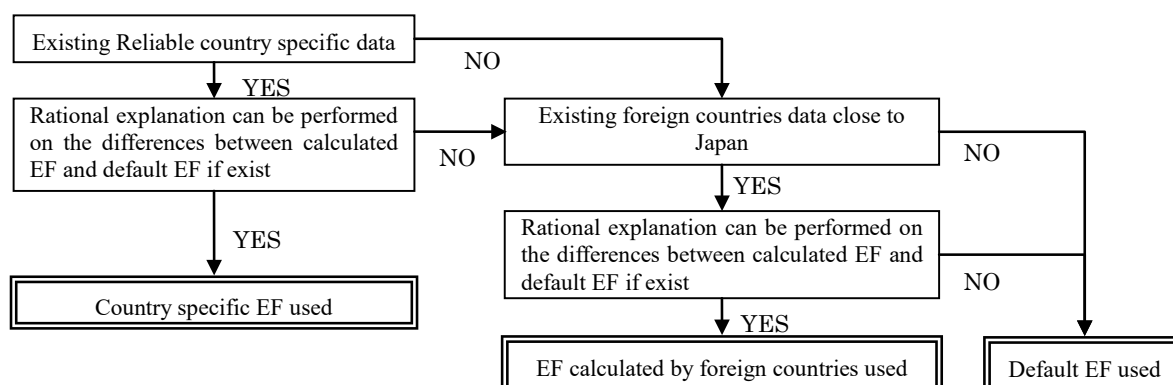 Existing Reliable country specific data
NO
YES
Rational explanation can be performed
on the differences between calculated
EF and default EF if exist
NO
Existing foreign countries data close to
Japan
NO
YES
YES
Rational explanation can be performed on
the differences between calculated EF and
default EF if exist
NO
Country specific EF used
YES
EF calculated by foreign countries used
Default EF used